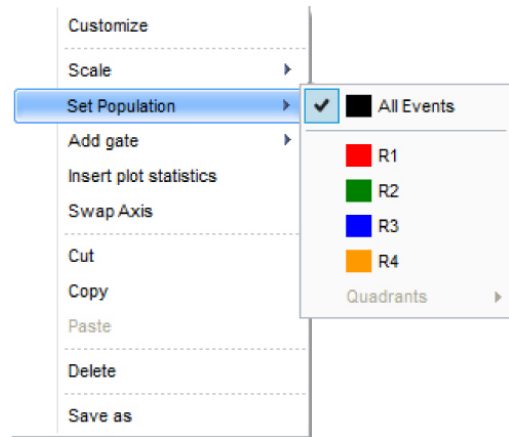 Customize
Scale
Set Population
Add gate
Insert plot statistics
Swap Axis
Cut
Copy
Paste
Delete
Save as
All Events
R1
R2
R3
R4
Quadrants